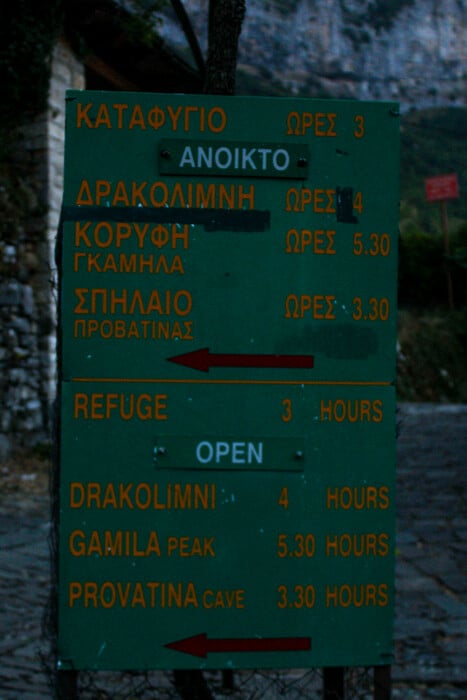 ΚΑΤΑΦΥΓΙΟ ΩΡΕΣ 3
ΑΝΟΙΚΤΟ
ΔΡΑΚΟΛΙΜΝΗ ΩΡΕΣ 4
ΚΟΡΥΦΗ ΩΡΕΣ 5.30
ΓΚΑΜΗΛΑ
ΣΠΗΛΑΙΟ ΩΡΕΣ 3.30
ΠΡΟΒΑΤΙΝΑΣ
REFUGE 3 HOURS
OPEN
DRAKOLIMNI 4 HOURS
GAMILA PEAK 5.30 HOURS
PROVATINA CAVE 3.30 HOURS